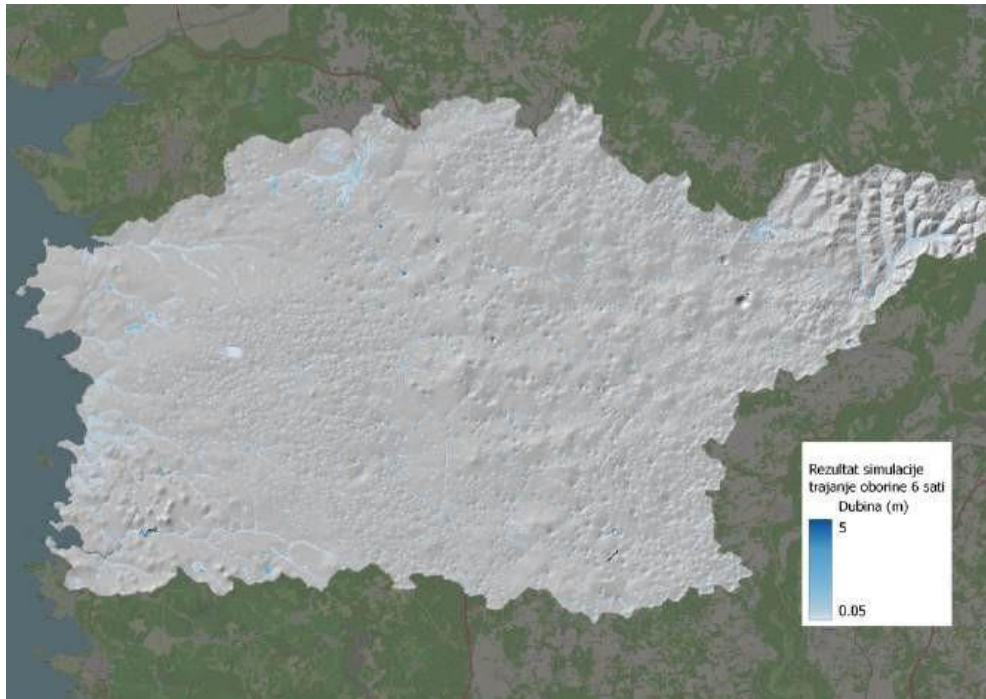 Rezultat simulacije
trajanje oborine 6 sati
Dubina (m)
5
0.05